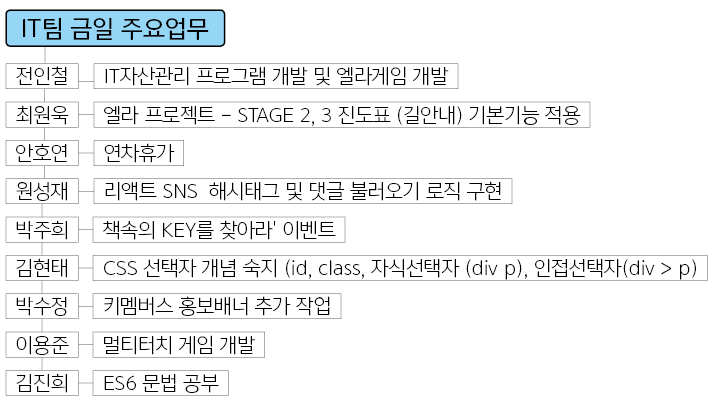 IT팀 금일 주요업무
전인철 IT자산관리 프로그램 개발 및 엘라게임 개발
최원욱 엘라 프로젝트 - STAGE 2, 3 진도표 (길안내) 기본기능 적용
안호연 연차휴가
원성재 리액트 SNS 해시태그 및 댓글 불러오기 로직 구현
박주희 책속의 KEY를 찾아라' 이벤트
김현태 CSS 선택자 개념 숙지 (id, class, 자식선택자 (div p), 인접선택자(div > p)
박수정 키멤버스 홍보배너 추가 작업
이용준 멀티터치 게임 개발
김진희 ES6 문법 공부